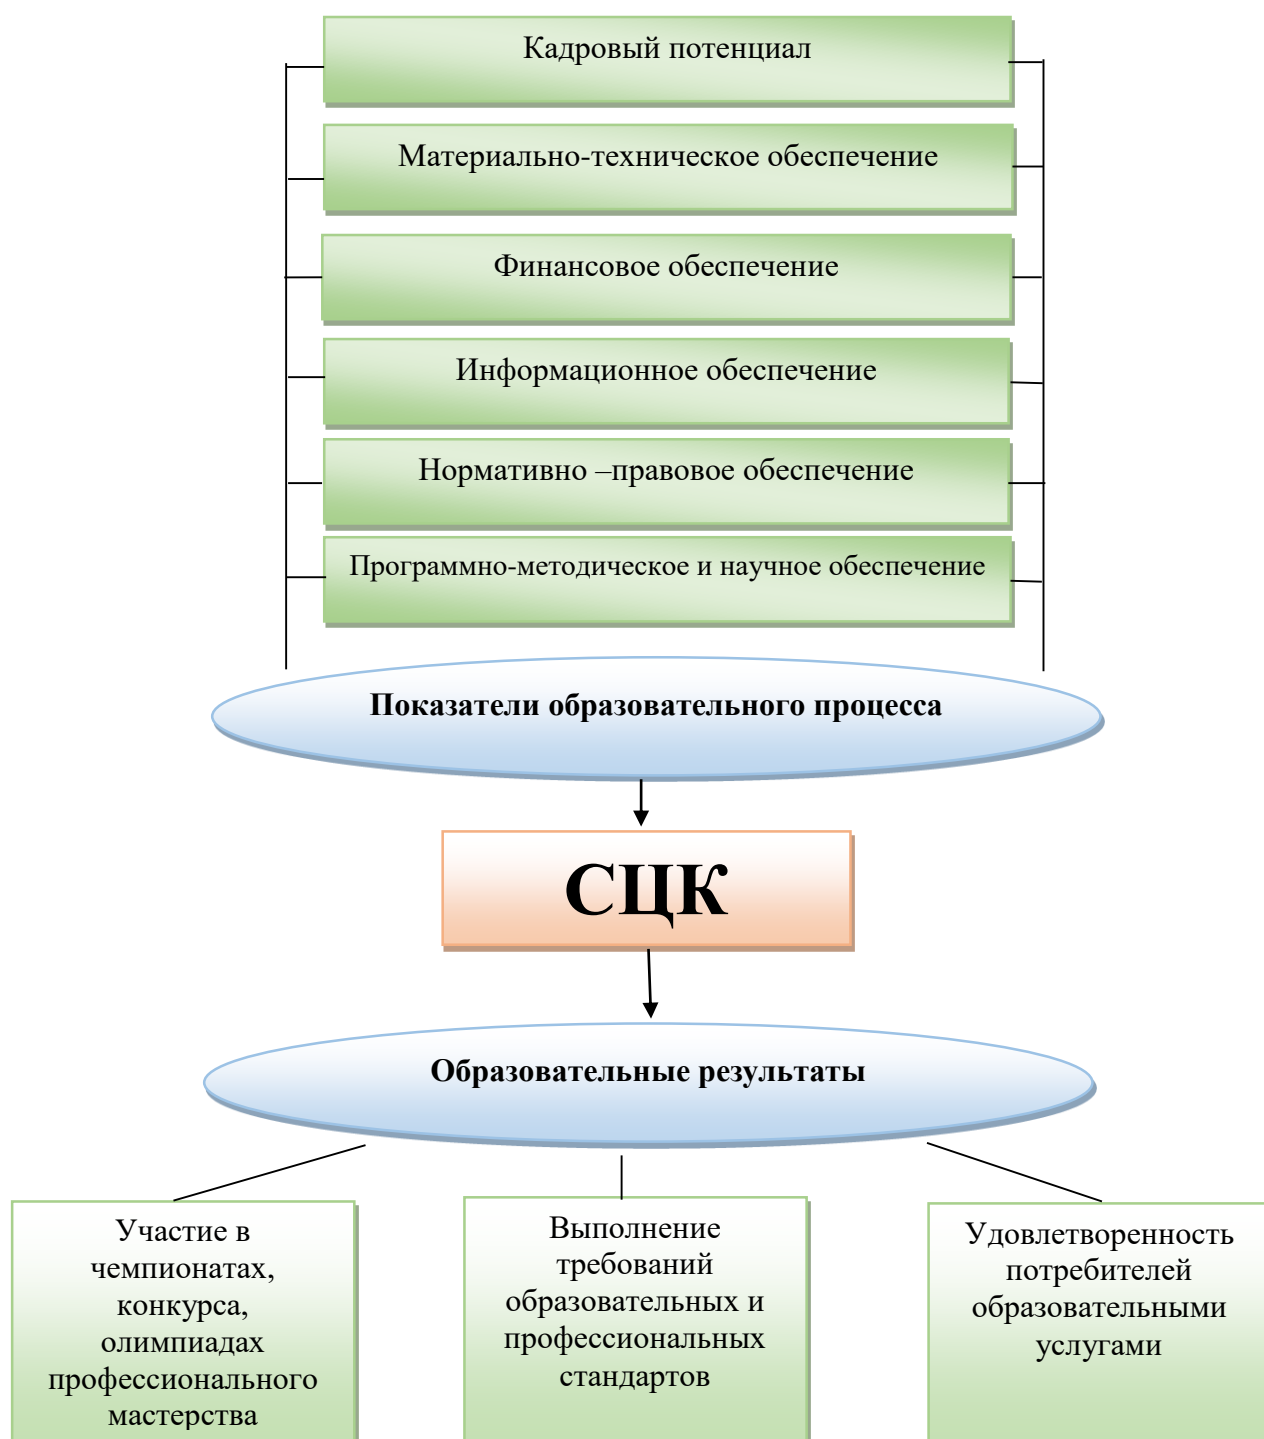 Кадровый потенциал
Материально-техническое обеспечение
Финансовое обеспечение
Информационное обеспечение
Нормативно –правовое обеспечение
Программно-методическое и научное обеспечение
Показатели образовательного процесса
СЦК
Образовательные результаты
Участие в
чемпионатах,
конкурса,
олимпиадах
профессионального
мастерства
Выполнение
требований
образовательных и
профессиональных
стандартов
Удовлетворенность
потребителей
образовательными
услугами